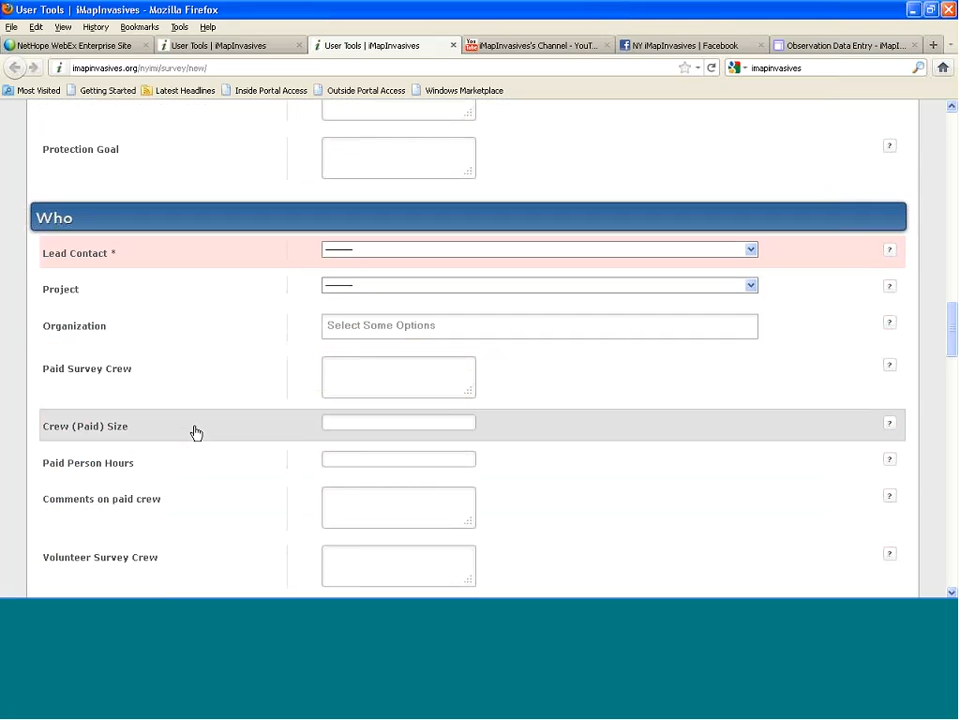 User Tools | iMapInvasives - Mozilla Firefox
File Edit View History Bookmarks Tools Help
NetHope WebEx Enterprise Site × User Tools | iMapInvasives × User Tools | iMapInvasives × iMapInvasives's Channel - YouT... × NY iMapInvasives | Facebook × Observation Data Entry - iMapI... ×
imapinvasives.org/nyimi/survey/new/ imapinvasives
Most Visited Getting Started Latest Headlines Inside Portal Access Outside Portal Access Windows Marketplace
Protection Goal ?
Who
Lead Contact * --------- ?
Project --------- ?
Organization Select Some Options ?
Paid Survey Crew ?
Crew (Paid) Size ?
Paid Person Hours ?
Comments on paid crew ?
Volunteer Survey Crew ?